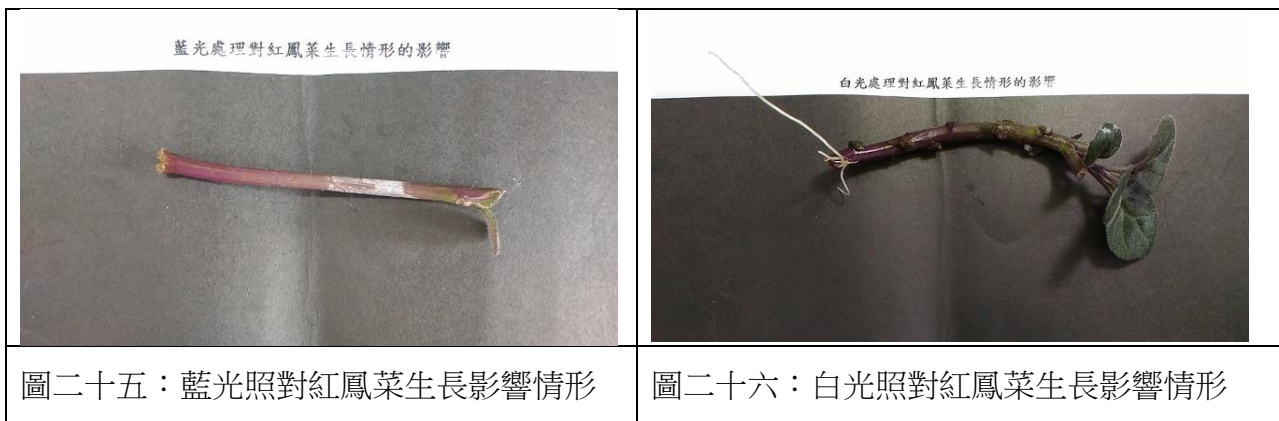 藍光處理對紅鳳菜生長情形的影響
白光處理對紅鳳菜生長情形的影響
圖二十五：藍光照對紅鳳菜生長影響情形
圖二十六：白光照對紅鳳菜生長影響情形